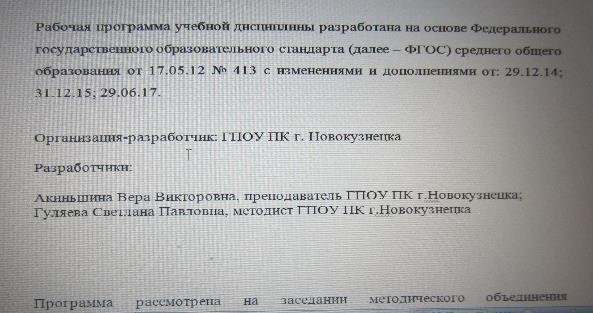 Рабочая программа учебной дисциплины разработана на основе Федерального
государственного образовательного стандарта (далее – ФГОС) среднего общего
образования от 17.05.12 № 413 с изменениями и дополнениями от: 29.12.14;
31.12.15; 29.06.17.
Организация-разработчик: ГПОУ ПК г. Новокузнецка
Разработчики:
Акиньшина Вера Викторовна, преподаватель ГПОУ ПК г.Новокузнецка;
Гуляева Светлана Павловна, методист ГПОУ ПК г.Новокузнецка
Программа рассмотрена на заседании методического объединения